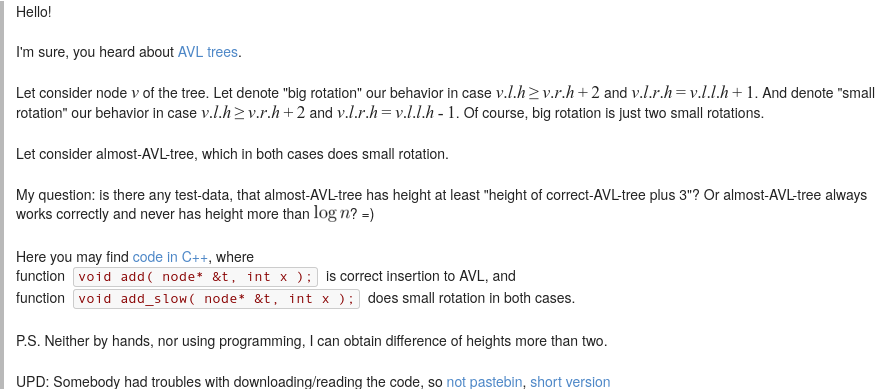 Hello!
I'm sure, you heard about AVL trees.
Let consider node v of the tree. Let denote "big rotation" our behavior in case v.l.h ≥ v.r.h + 2 and v.l.r.h = v.l.l.h + 1. And denote "small
rotation" our behavior in case v.l.h ≥ v.r.h + 2 and v.l.r.h = v.l.l.h - 1. Of course, big rotation is just two small rotations.
Let consider almost-AVL-tree, which in both cases does small rotation.
My question: is there any test-data, that almost-AVL-tree has height at least "height of correct-AVL-tree plus 3"? Or almost-AVL-tree always
works correctly and never has height more than log n? =)
Here you may find code in C++, where
function void add( node* &t, int x ); is correct insertion to AVL, and
function void add_slow( node* &t, int x ); does small rotation in both cases.
P.S. Neither by hands, nor using programming, I can obtain difference of heights more than two.
UPD: Somebody had troubles with downloading/reading the code, so not pastebin, short version